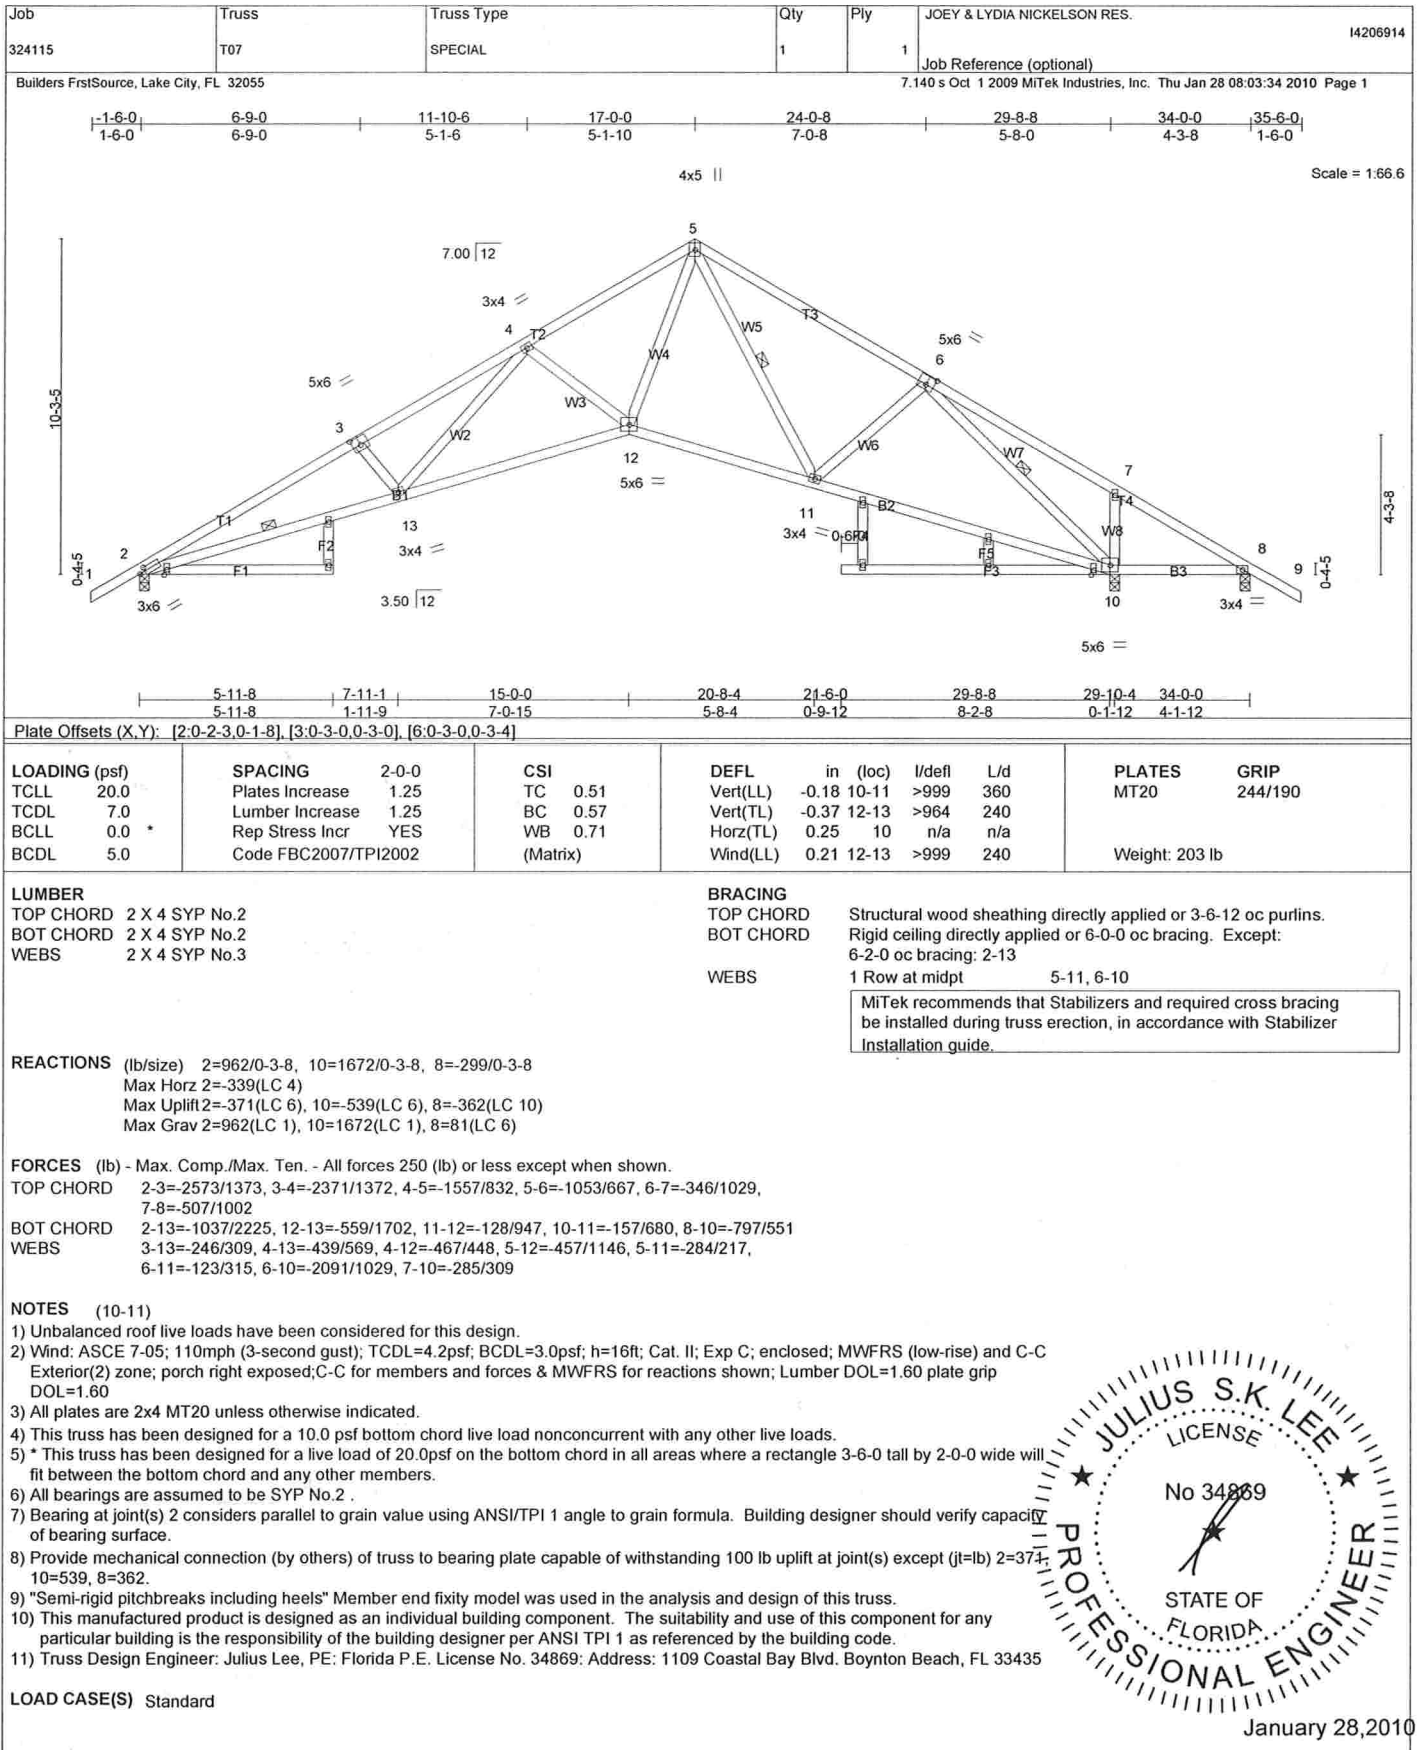 Job Truss Truss Type Qty Ply JOEY & LYDIA NICKELSON RES.
I4206914
324115 T07 SPECIAL 1 1
Job Reference (optional)
Builders FrstSource, Lake City, FL 32055 7.140 s Oct 1 2009 MiTek Industries, Inc. Thu Jan 28 08:03:34 2010 Page 1
-1-6-0 6-9-0 11-10-6 17-0-0 24-0-8 29-8-8 34-0-0 35-6-0
1-6-0 6-9-0 5-1-6 5-1-10 7-0-8 5-8-0 4-3-8 1-6-0
4x5 || Scale = 1:66.6
5
7.00 12
3x4 =
4 T2 W5 T3
5x6 =
W4 6
5x6 =
10-3-5
3 W3
W2 W6 W7
12 7
5x6 =
T4
4-3-8
B1 11 B2
T1 13 W8
3x4 = 0-6-
2 F2 3x4 = F4 F5 8
0-4-5 1 F1 F3 B3 9 0-4-5
3x6 = 3.50 12 10 3x4 =
5x6 =
5-11-8 7-11-1 15-0-0 20-8-4 21-6-0 29-8-8 29-10-4 34-0-0
5-11-8 1-11-9 7-0-15 5-8-4 0-9-12 8-2-8 0-1-12 4-1-12
Plate Offsets (X,Y): [2:0-2-3,0-1-8], [3:0-3-0,0-3-0], [6:0-3-0,0-3-4]
LOADING (psf) SPACING 2-0-0 CSI DEFL in (loc) l/defl L/d PLATES GRIP
TCLL 20.0 Plates Increase 1.25 TC 0.51 Vert(LL) -0.18 10-11 >999 360 MT20 244/190
TCDL 7.0 Lumber Increase 1.25 BC 0.57 Vert(TL) -0.37 12-13 >964 240
BCLL 0.0 * Rep Stress Incr YES WB 0.71 Horz(TL) 0.25 10 n/a n/a
BCDL 5.0 Code FBC2007/TPI2002 (Matrix) Wind(LL) 0.21 12-13 >999 240 Weight: 203 lb
LUMBER BRACING
TOP CHORD 2 X 4 SYP No.2 TOP CHORD Structural wood sheathing directly applied or 3-6-12 oc purlins.
BOT CHORD 2 X 4 SYP No.2 BOT CHORD Rigid ceiling directly applied or 6-0-0 oc bracing. Except:
WEBS 2 X 4 SYP No.3 6-2-0 oc bracing: 2-13
WEBS 1 Row at midpt 5-11, 6-10
MiTek recommends that Stabilizers and required cross bracing
be installed during truss erection, in accordance with Stabilizer
Installation guide.
REACTIONS (lb/size) 2=962/0-3-8, 10=1672/0-3-8, 8=-299/0-3-8
Max Horz 2=-339(LC 4)
Max Uplift 2=-371(LC 6), 10=-539(LC 6), 8=-362(LC 10)
Max Grav 2=962(LC 1), 10=1672(LC 1), 8=81(LC 6)
FORCES (lb) - Max. Comp./Max. Ten. - All forces 250 (lb) or less except when shown.
TOP CHORD 2-3=-2573/1373, 3-4=-2371/1372, 4-5=-1557/832, 5-6=-1053/667, 6-7=-346/1029,
7-8=-507/1002
BOT CHORD 2-13=-1037/2225, 12-13=-559/1702, 11-12=-128/947, 10-11=-157/680, 8-10=-797/551
WEBS 3-13=-246/309, 4-13=-439/569, 4-12=-467/448, 5-12=-457/1146, 5-11=-284/217,
6-11=-123/315, 6-10=-2091/1029, 7-10=-285/309
NOTES (10-11)
1) Unbalanced roof live loads have been considered for this design.
2) Wind: ASCE 7-05; 110mph (3-second gust); TCDL=4.2psf; BCDL=3.0psf; h=16ft; Cat. II; Exp C; enclosed; MWFRS (low-rise) and C-C
Exterior(2) zone; porch right exposed;C-C for members and forces & MWFRS for reactions shown; Lumber DOL=1.60 plate grip
DOL=1.60
3) All plates are 2x4 MT20 unless otherwise indicated.
4) This truss has been designed for a 10.0 psf bottom chord live load nonconcurrent with any other live loads.
5) * This truss has been designed for a live load of 20.0psf on the bottom chord in all areas where a rectangle 3-6-0 tall by 2-0-0 wide will
fit between the bottom chord and any other members.
6) All bearings are assumed to be SYP No.2 .
7) Bearing at joint(s) 2 considers parallel to grain value using ANSI/TPI 1 angle to grain formula. Building designer should verify capacity
of bearing surface.
8) Provide mechanical connection (by others) of truss to bearing plate capable of withstanding 100 lb uplift at joint(s) except (jt=lb) 2=371,
10=539, 8=362.
9) "Semi-rigid pitchbreaks including heels" Member end fixity model was used in the analysis and design of this truss.
10) This manufactured product is designed as an individual building component. The suitability and use of this component for any
particular building is the responsibility of the building designer per ANSI TPI 1 as referenced by the building code.
11) Truss Design Engineer: Julius Lee, PE: Florida P.E. License No. 34869: Address: 1109 Coastal Bay Blvd. Boynton Beach, FL 33435
LOAD CASE(S) Standard
JULIUS S.K. LEE
LICENSE
No 34869
STATE OF
FLORIDA
PROFESSIONAL ENGINEER
January 28,2010